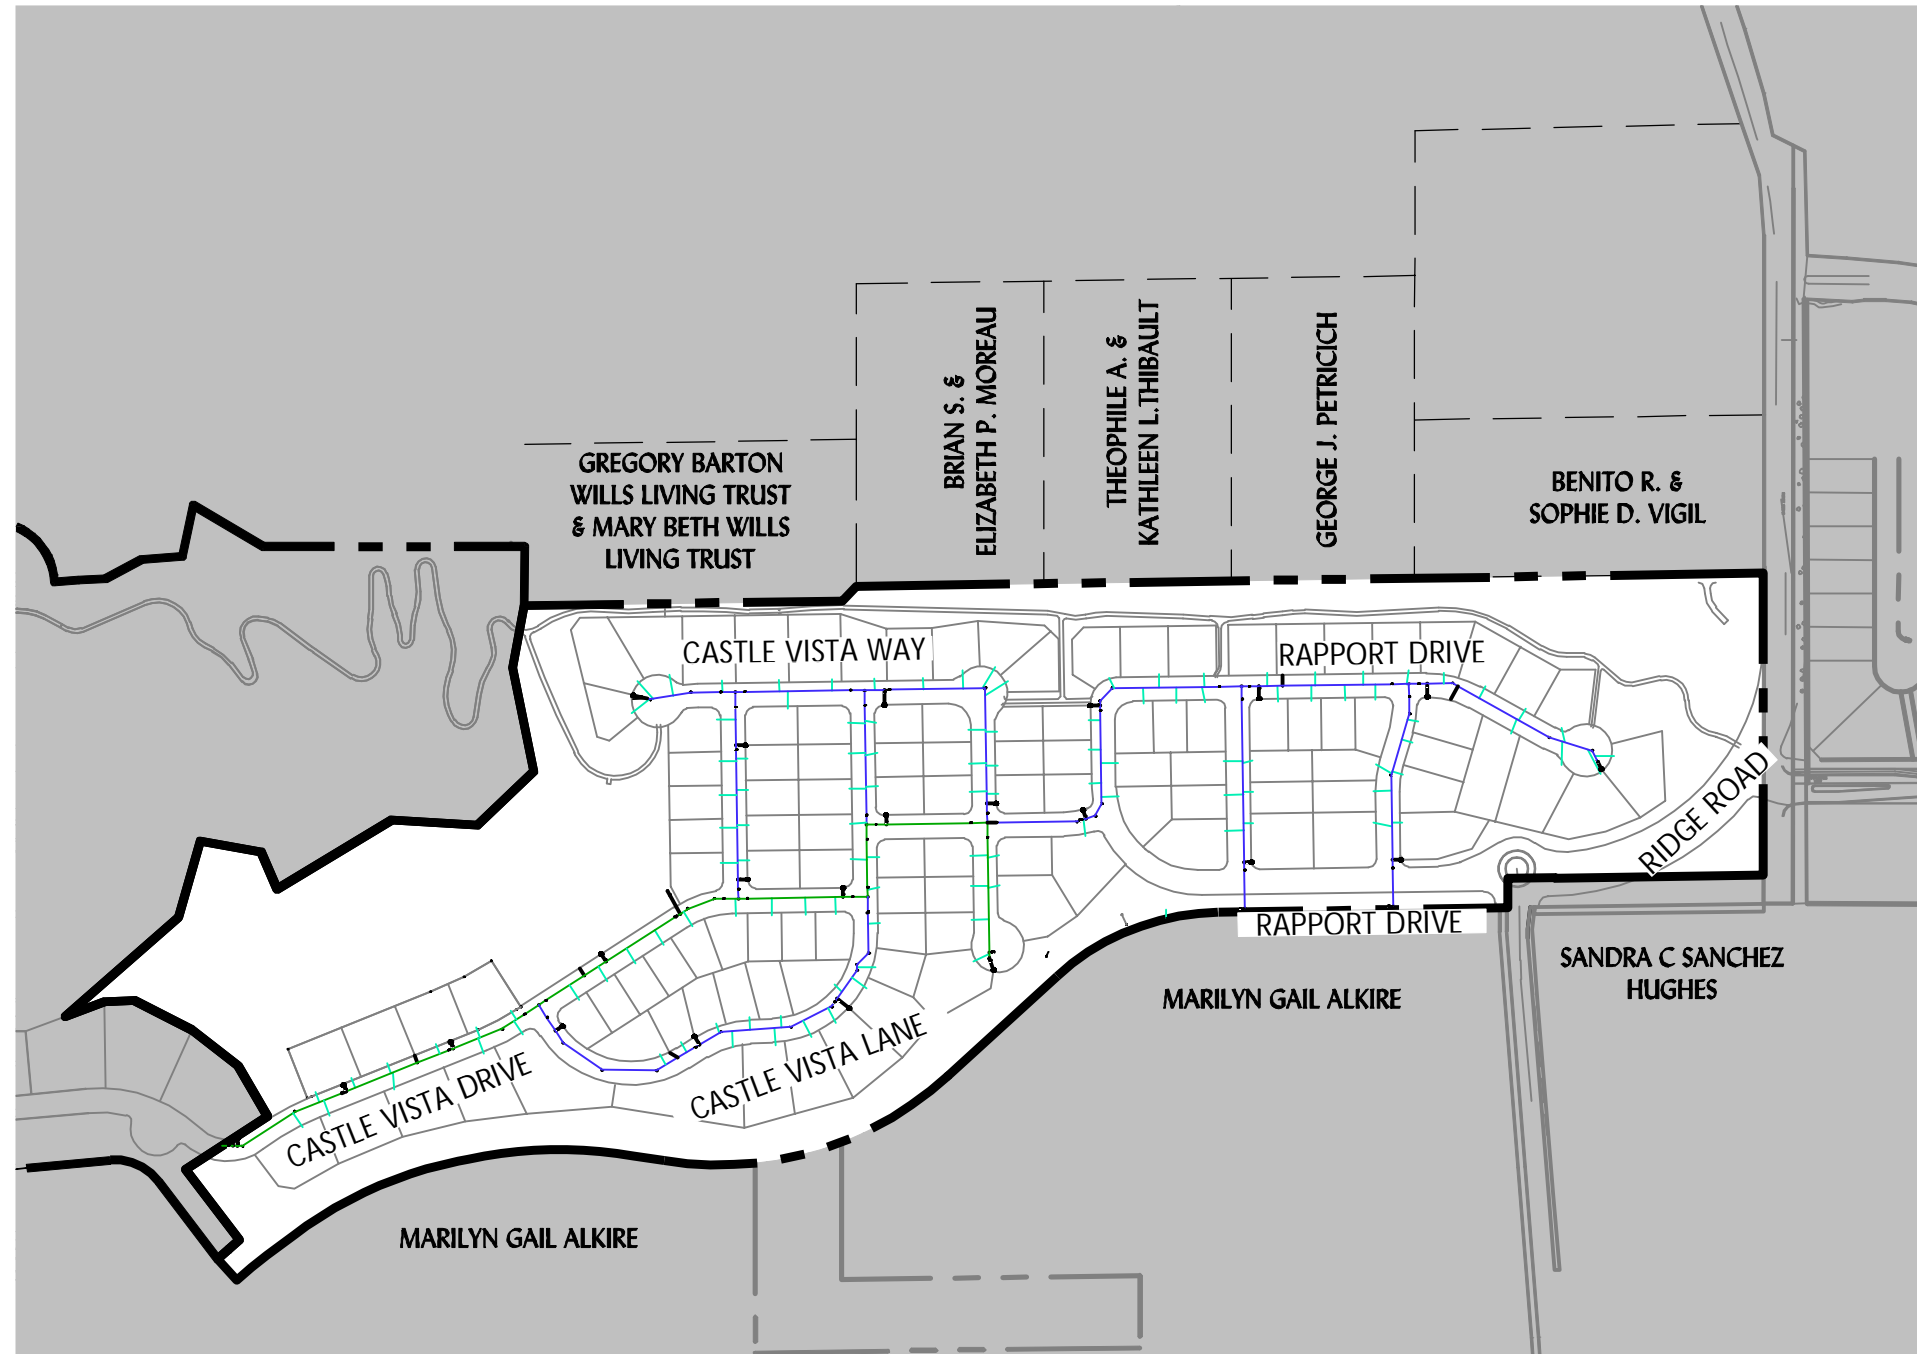 BRIAN S. &
ELIZABETH P. MOREAU
THEOPHILE A. &
KATHLEEN L.THIBAULT
GEORGE J. PETRICICH
GREGORY BARTON
WILLS LIVING TRUST
& MARY BETH WILLS
LIVING TRUST
BENITO R. &
SOPHIE D. VIGIL
CASTLE VISTA WAY
RAPPORT DRIVE
RIDGE ROAD
RAPPORT DRIVE
SANDRA C SANCHEZ
HUGHES
MARILYN GAIL ALKIRE
CASTLE VISTA LANE
CASTLE VISTA DRIVE
MARILYN GAIL ALKIRE